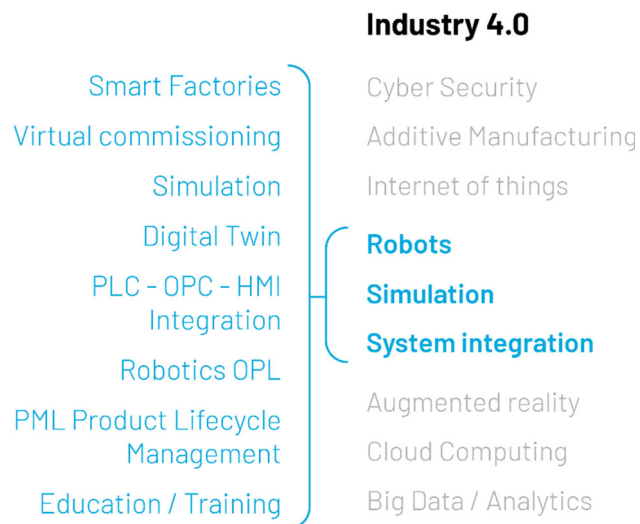 Industry 4.0
Smart Factories
Virtual commissioning
Simulation
Digital Twin
PLC - OPC - HMI
Integration
Robotics OPL
PML Product Lifecycle
Management
Education / Training
Cyber Security
Additive Manufacturing
Internet of things
Robots
Simulation
System integration
Augmented reality
Cloud Computing
Big Data / Analytics